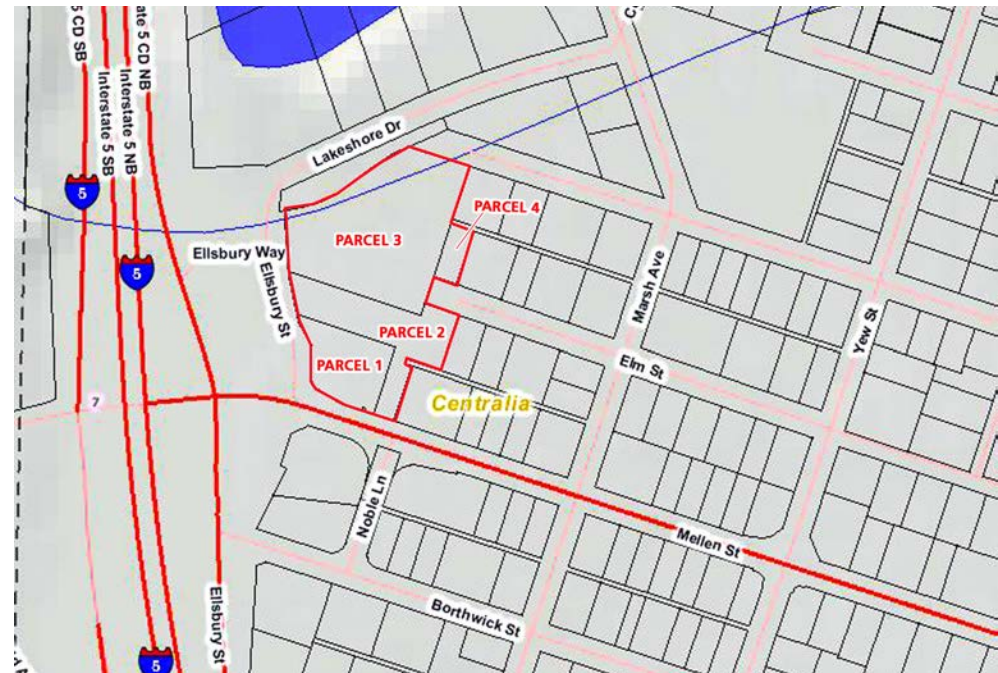 5 CD SB
Interstate 5 SB
Interstate 5 NB
ate 5 CD NB
5
5
5
7
Lakeshore Dr
Ellsbury Way
Ellsbury St
PARCEL 3
PARCEL 4
PARCEL 2
PARCEL 1
Centralia
Marsh Ave
Elm St
Yew St
Noble Ln
Mellen St
Ellsbury St
Borthwick St